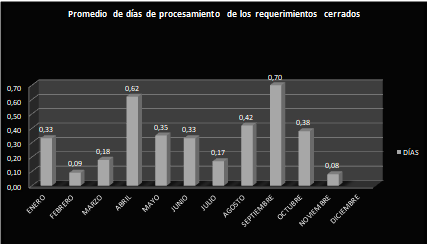 Promedio de días de procesamiento de los requerimientos cerrados
0,70
0,60
0,50
0,40
0,30
0,20
0,10
0,00
0,33
0,09
0,18
0,62
0,35
0,33
0,17
0,42
0,70
0,38
0,08
ENERO
FEBRERO
MARZO
ABRIL
MAYO
JUNIO
JULIO
AGOSTO
SEPTIEMBRE
OCTUBRE
NOVIEMBRE
DICIEMBRE
DÍAS